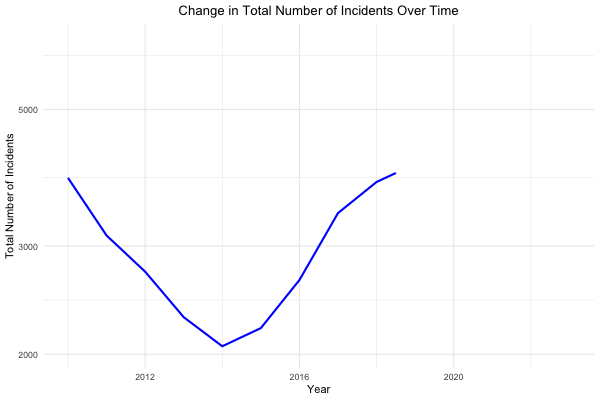 Change in Total Number of Incidents Over Time
Total Number of Incidents
5000
3000
2000
2012
2016
2020
Year